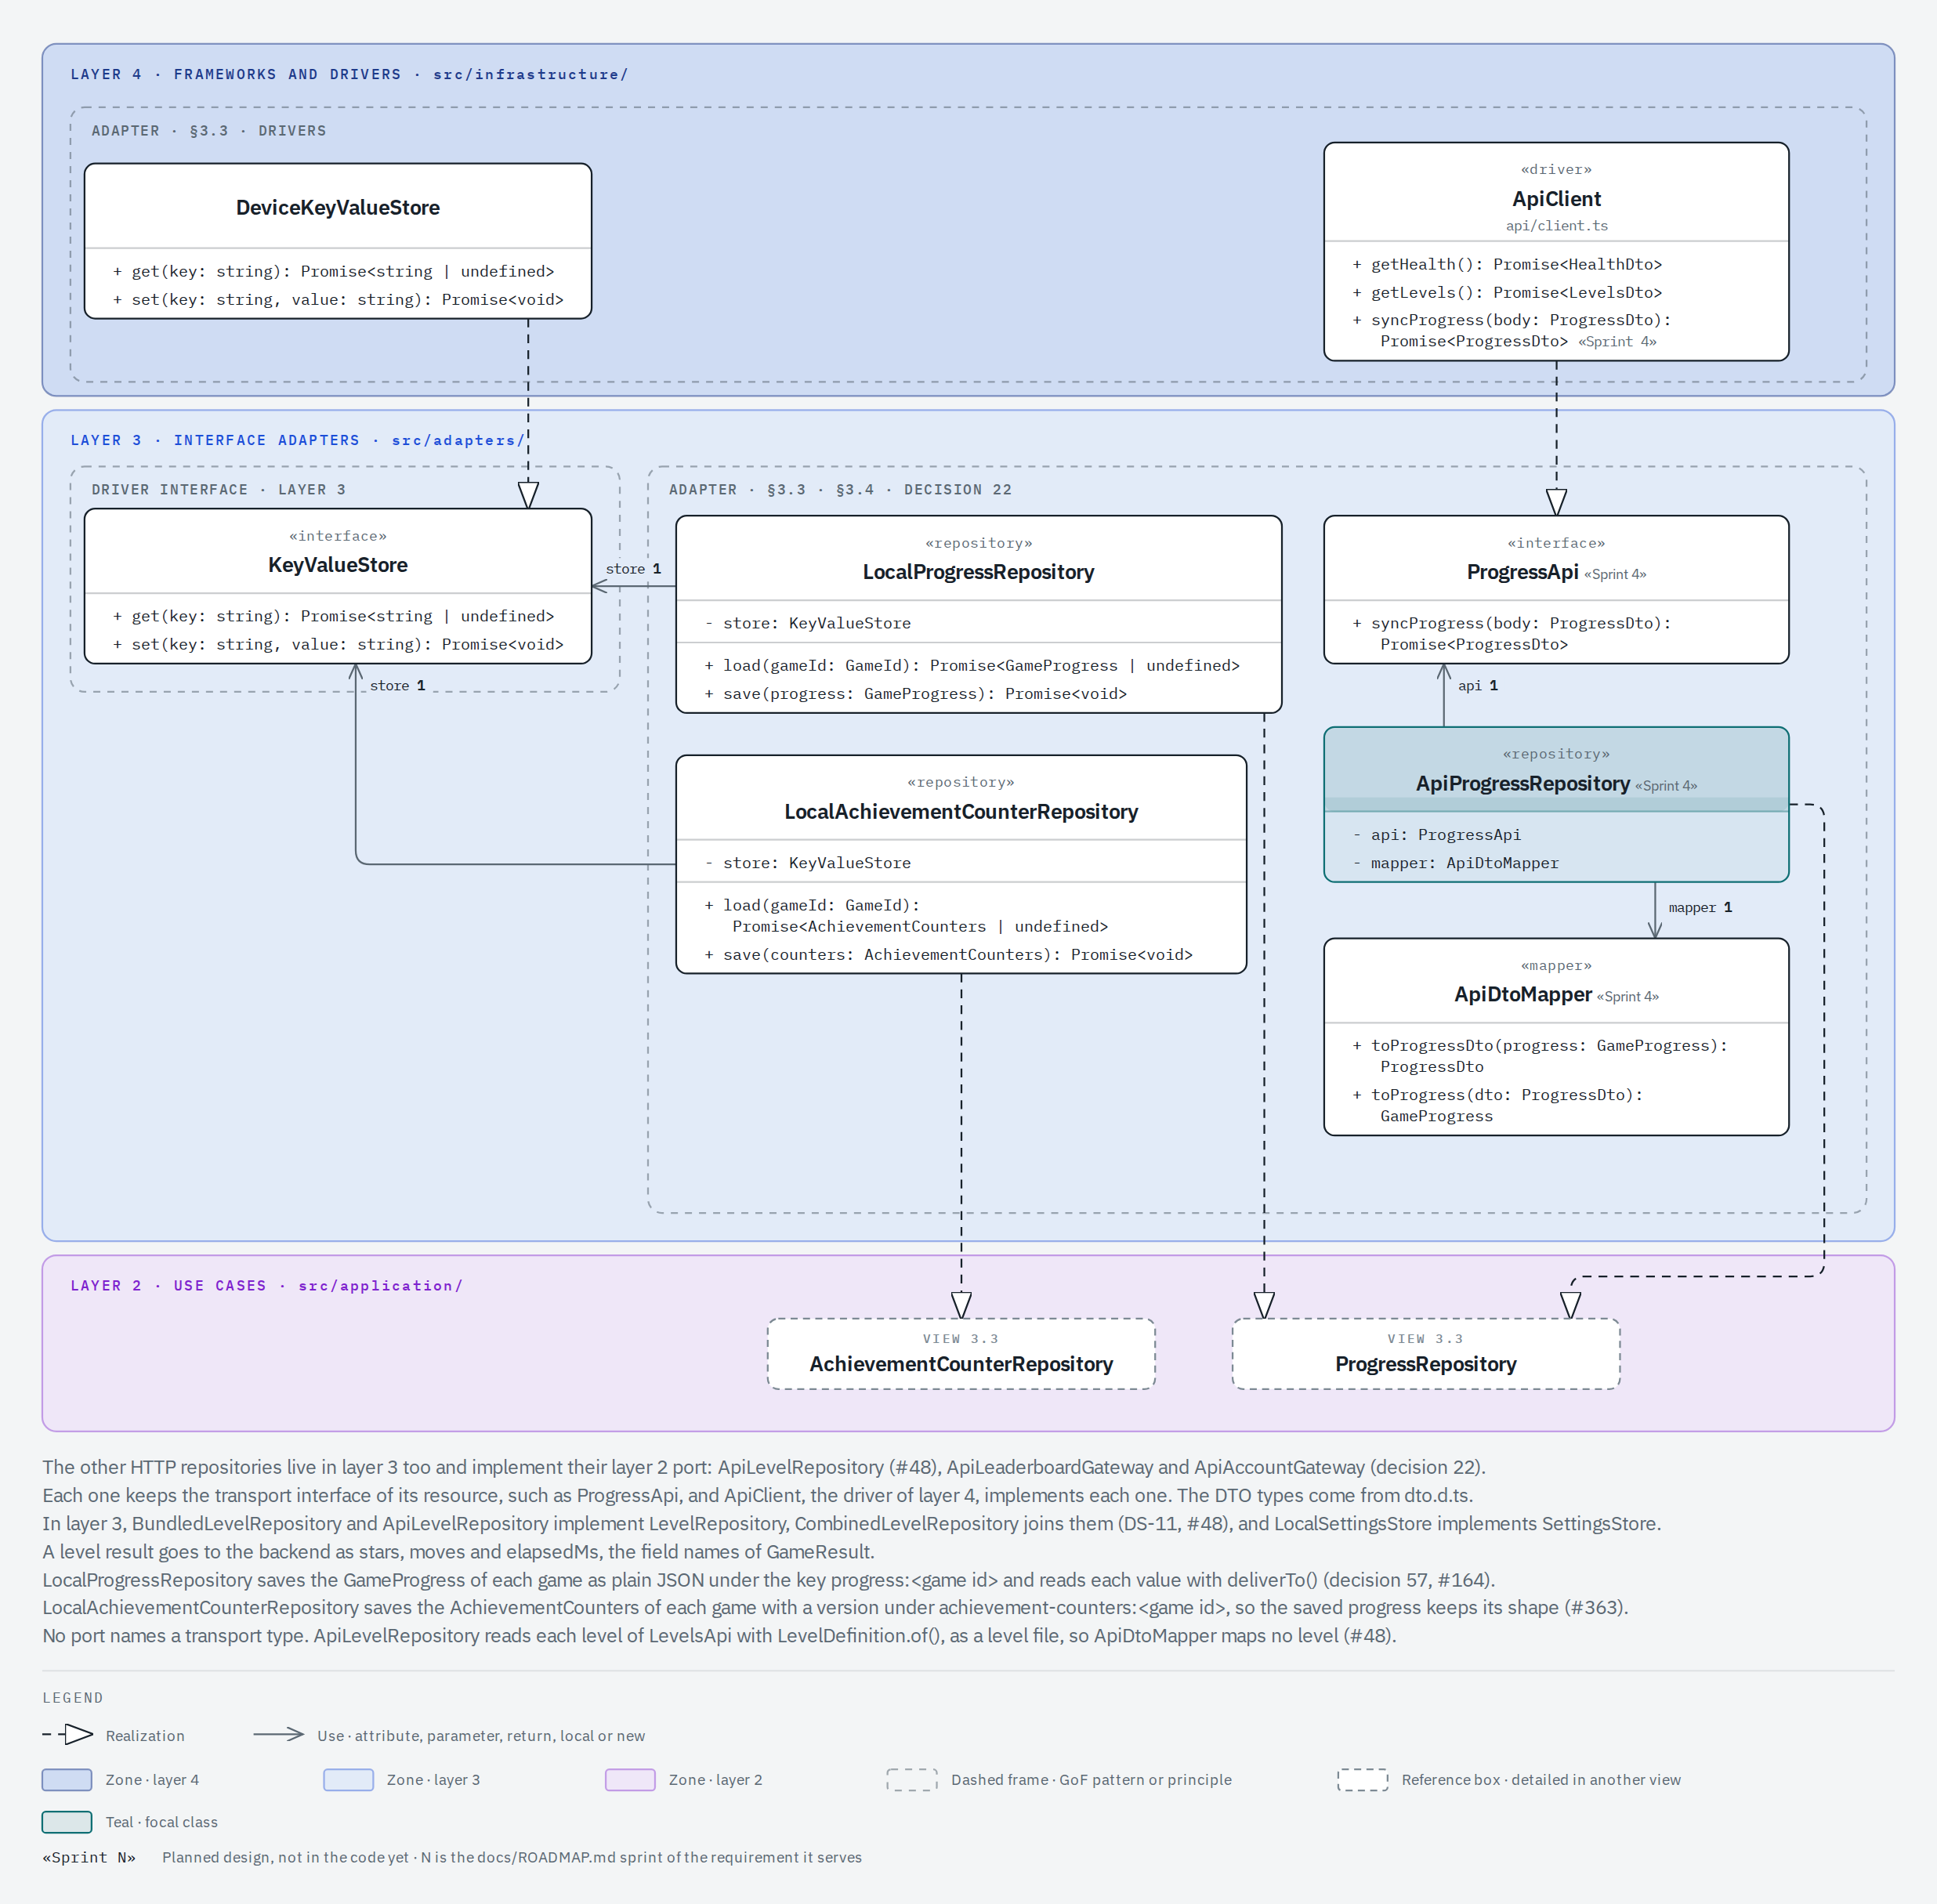 LAYER 4 · FRAMEWORKS AND DRIVERS · src/infrastructure/
ADAPTER · §3.3 · DRIVERS
DeviceKeyValueStore
+ get(key: string): Promise<string | undefined>
+ set(key: string, value: string): Promise<void>
«driver»
ApiClient
api/client.ts
+ getHealth(): Promise<HealthDto>
+ getLevels(): Promise<LevelsDto>
+ syncProgress(body: ProgressDto):
Promise<ProgressDto> «Sprint 4»
LAYER 3 · INTERFACE ADAPTERS · src/adapters/
DRIVER INTERFACE · LAYER 3
«interface»
KeyValueStore
+ get(key: string): Promise<string | undefined>
+ set(key: string, value: string): Promise<void>
store 1
store 1
ADAPTER · §3.3 · §3.4 · DECISION 22
«repository»
LocalProgressRepository
- store: KeyValueStore
+ load(gameId: GameId): Promise<GameProgress | undefined>
+ save(progress: GameProgress): Promise<void>
«interface»
ProgressApi «Sprint 4»
+ syncProgress(body: ProgressDto):
Promise<ProgressDto>
api 1
«repository»
LocalAchievementCounterRepository
- store: KeyValueStore
+ load(gameId: GameId):
Promise<AchievementCounters | undefined>
+ save(counters: AchievementCounters): Promise<void>
«repository»
ApiProgressRepository «Sprint 4»
- api: ProgressApi
- mapper: ApiDtoMapper
mapper 1
«mapper»
ApiDtoMapper «Sprint 4»
+ toProgressDto(progress: GameProgress):
ProgressDto
+ toProgress(dto: ProgressDto):
GameProgress
LAYER 2 · USE CASES · src/application/
VIEW 3.3
AchievementCounterRepository
VIEW 3.3
ProgressRepository
The other HTTP repositories live in layer 3 too and implement their layer 2 port: ApiLevelRepository (#48), ApiLeaderboardGateway and ApiAccountGateway (decision 22).
Each one keeps the transport interface of its resource, such as ProgressApi, and ApiClient, the driver of layer 4, implements each one. The DTO types come from dto.d.ts.
In layer 3, BundledLevelRepository and ApiLevelRepository implement LevelRepository, CombinedLevelRepository joins them (DS-11, #48), and LocalSettingsStore implements SettingsStore.
A level result goes to the backend as stars, moves and elapsedMs, the field names of GameResult.
LocalProgressRepository saves the GameProgress of each game as plain JSON under the key progress:<game id> and reads each value with deliverTo() (decision 57, #164).
LocalAchievementCounterRepository saves the AchievementCounters of each game with a version under achievement-counters:<game id>, so the saved progress keeps its shape (#363).
No port names a transport type. ApiLevelRepository reads each level of LevelsApi with LevelDefinition.of(), as a level file, so ApiDtoMapper maps no level (#48).
LEGEND
Realization
Use · attribute, parameter, return, local or new
Zone · layer 4
Zone · layer 3
Zone · layer 2
Dashed frame · GoF pattern or principle
Reference box · detailed in another view
Teal · focal class
«Sprint N» Planned design, not in the code yet · N is the docs/ROADMAP.md sprint of the requirement it serves